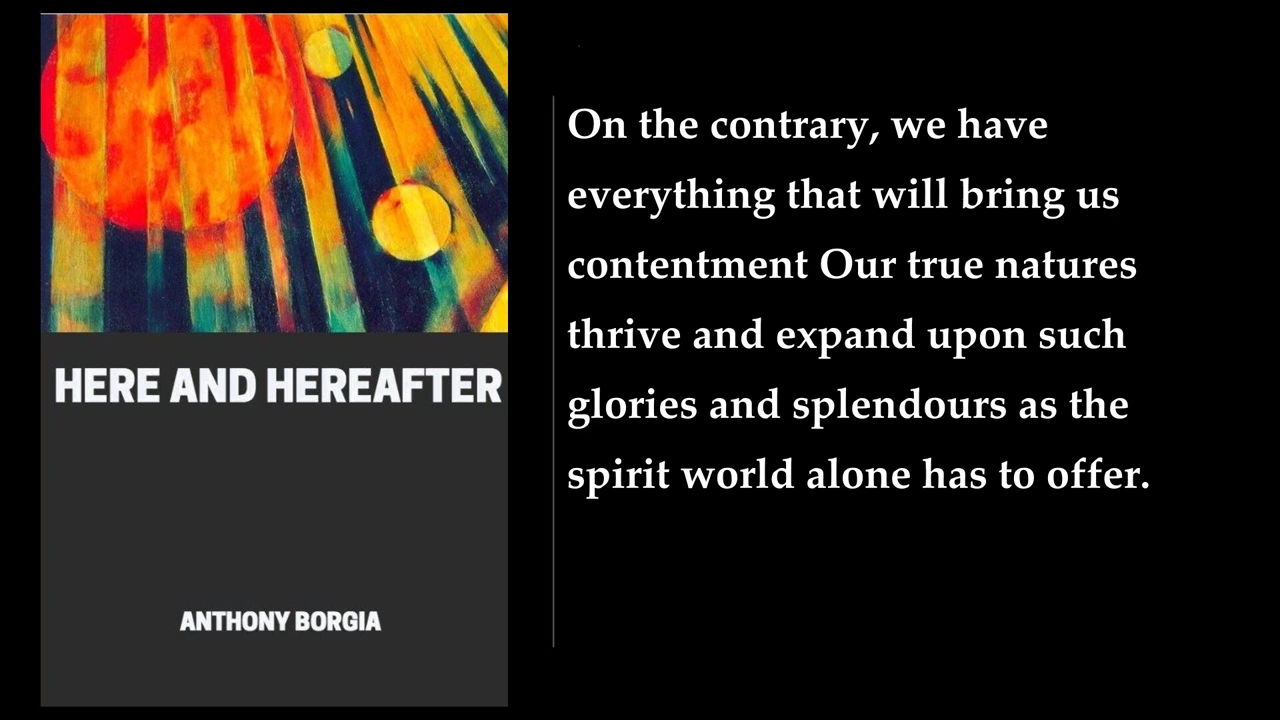 HERE AND HEREAFTER
ANTHONY BORGIA
On the contrary, we have
everything that will bring us
contentment Our true natures
thrive and expand upon such
glories and splendours as the
spirit world alone has to offer.